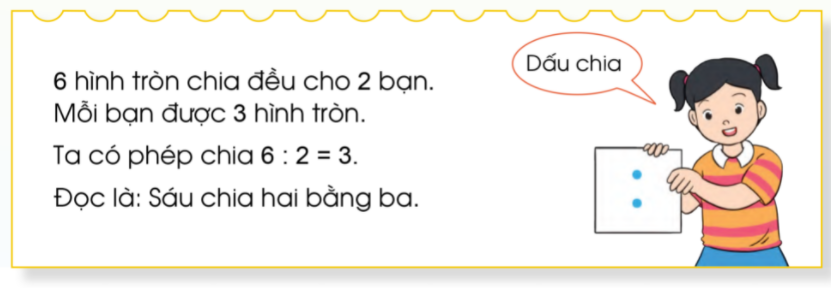 6 hình tròn chia đều cho 2 bạn.
Mỗi bạn được 3 hình tròn.
Ta có phép chia 6 : 2 = 3.
Đọc là: Sáu chia hai bằng ba.
Dấu chia
: